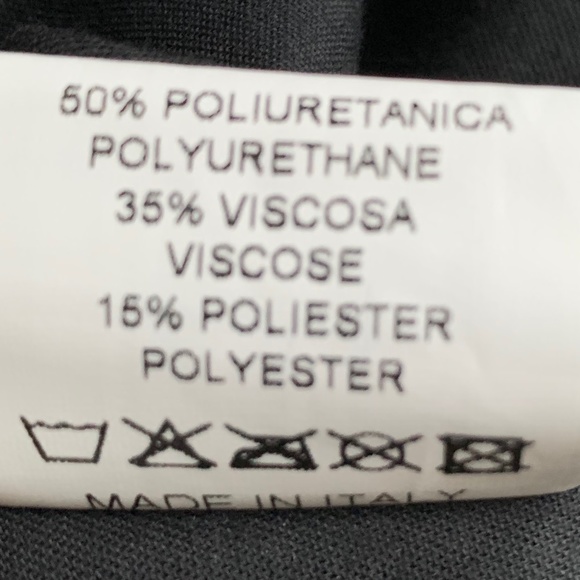 50% POLIURETANICA
POLYURETHANE
35% VISCOSA
VISCOSE
15% POLIESTER
POLYESTER
MADE IN ITALY